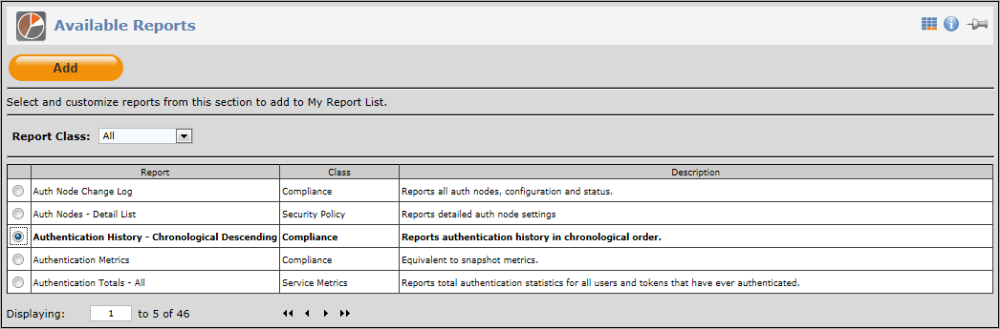 Available Reports
Add
Select and customize reports from this section to add to My Report List.
Report Class: All
Report Class Description
Auth Node Change Log Compliance Reports all auth nodes, configuration and status.
Auth Nodes - Detail List Security Policy Reports detailed auth node settings
Authentication History - Chronological Descending Compliance Reports authentication history in chronological order.
Authentication Metrics Compliance Equivalent to snapshot metrics.
Authentication Totals - All Service Metrics Reports total authentication statistics for all users and tokens that have ever authenticated.
Displaying: 1 to 5 of 46